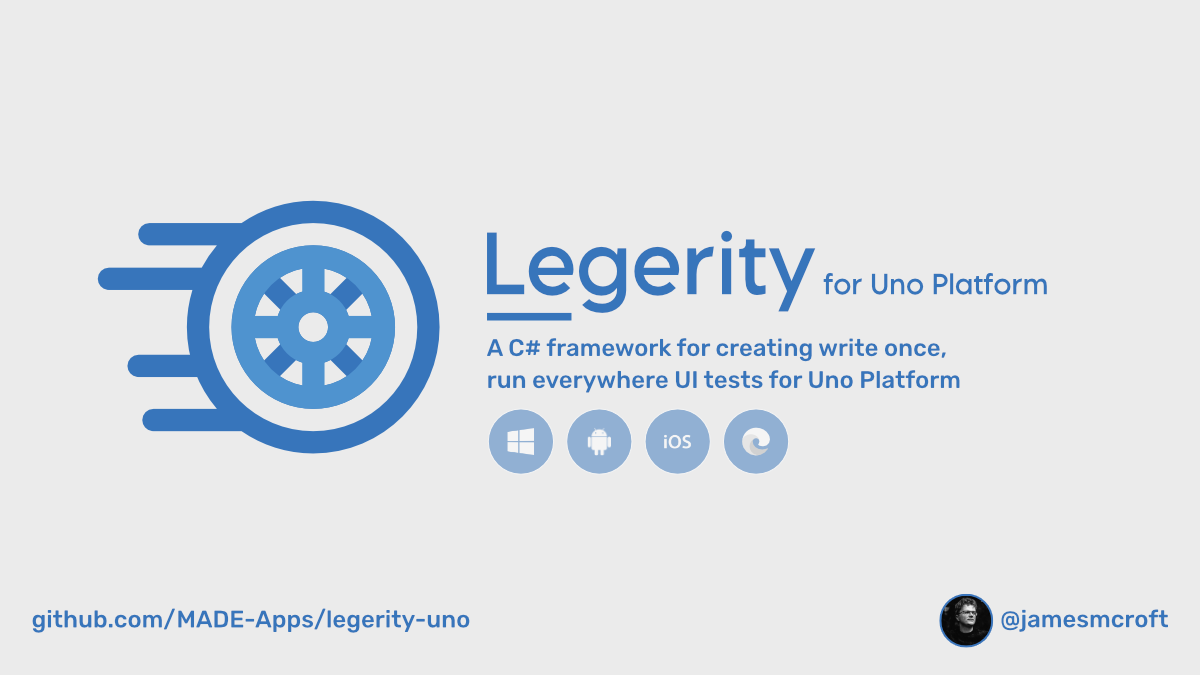 Legerity for Uno Platform
A C# framework for creating write once,
run everywhere UI tests for Uno Platform
iOS
github.com/MADE-Apps/legerity-uno
@jamesmcroft